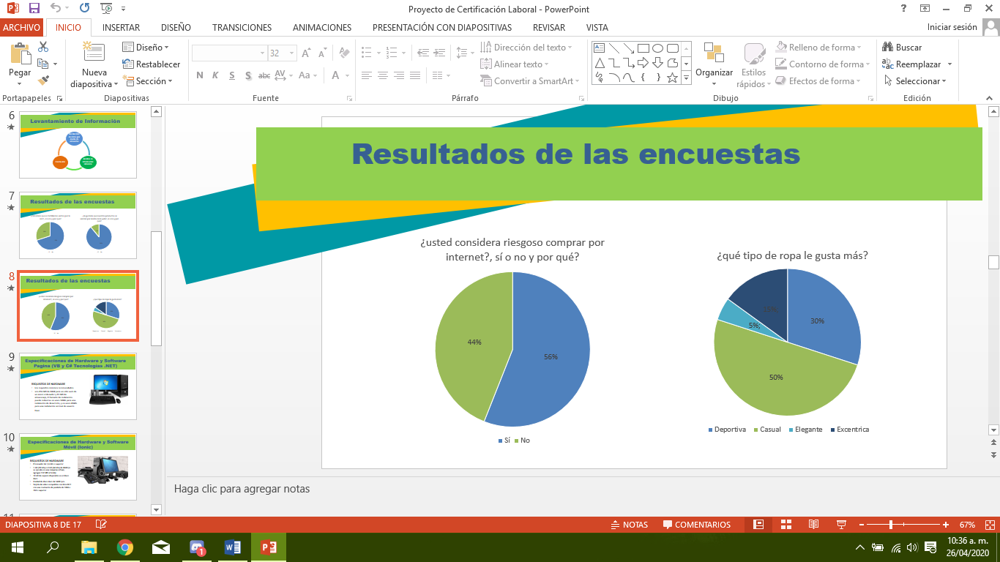 Proyecto de Certificación Laboral - PowerPoint
ARCHIVO INICIO INSERTAR DISEÑO TRANSICIONES ANIMACIONES PRESENTACIÓN CON DIAPOSITIVAS REVISAR VISTA
Iniciar sesión
Pegar
Portapapeles
Nueva
diapositiva
Diseño
Restablecer
Sección
Diapositivas
32
N K S S abc AV Aa A
Fuente
Dirección del texto
Alinear texto
Convertir a SmartArt
Párrafo
Organizar
Estilos
rápidos
Relleno de forma
Contorno de forma
Efectos de forma
Dibujo
Buscar
Reemplazar
Seleccionar
Edición
6
Levantamiento de Información
7
Resultados de las encuestas
8
Resultados de las encuestas
9
Especificaciones de Hardware y Software
Pagina (VB y C# Tecnologías .NET)
REQUISITOS DE HARDWARE
10
Especificaciones de Hardware y Software
Móvil (Ionic)
REQUISITOS DE HARDWARE
Resultados de las encuestas
¿usted considera riesgoso comprar por
internet?, sí o no y por qué?
44%
56%
Sí No
¿qué tipo de ropa le gusta más?
15%
30%
5%;
50%
Deportiva Casual Elegante Excentrica
Haga clic para agregar notas
DIAPOSITIVA 8 DE 17
NOTAS
COMENTARIOS
67%
1
10:36 a. m.
26/04/2020